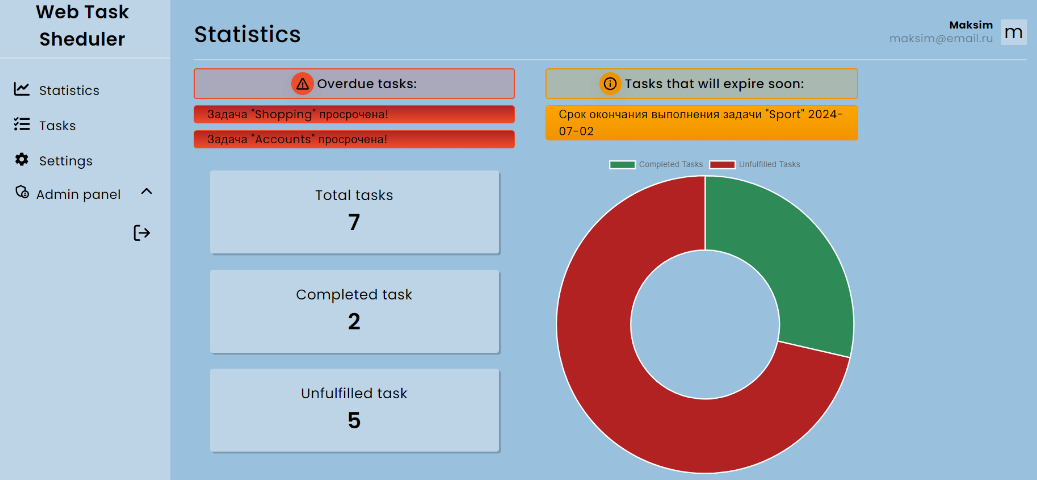 Web Task
Sheduler
Statistics
Tasks
Settings
Admin panel
Statistics
Maksim
maksim@email.ru
m
Overdue tasks:
Задача "Shopping" просрочена!
Задача "Accounts" просрочена!
Tasks that will expire soon:
Срок окончания выполнения задачи "Sport" 2024-
07-02
Total tasks
7
Completed task
2
Unfulfilled task
5
Completed Tasks
Unfulfilled Tasks